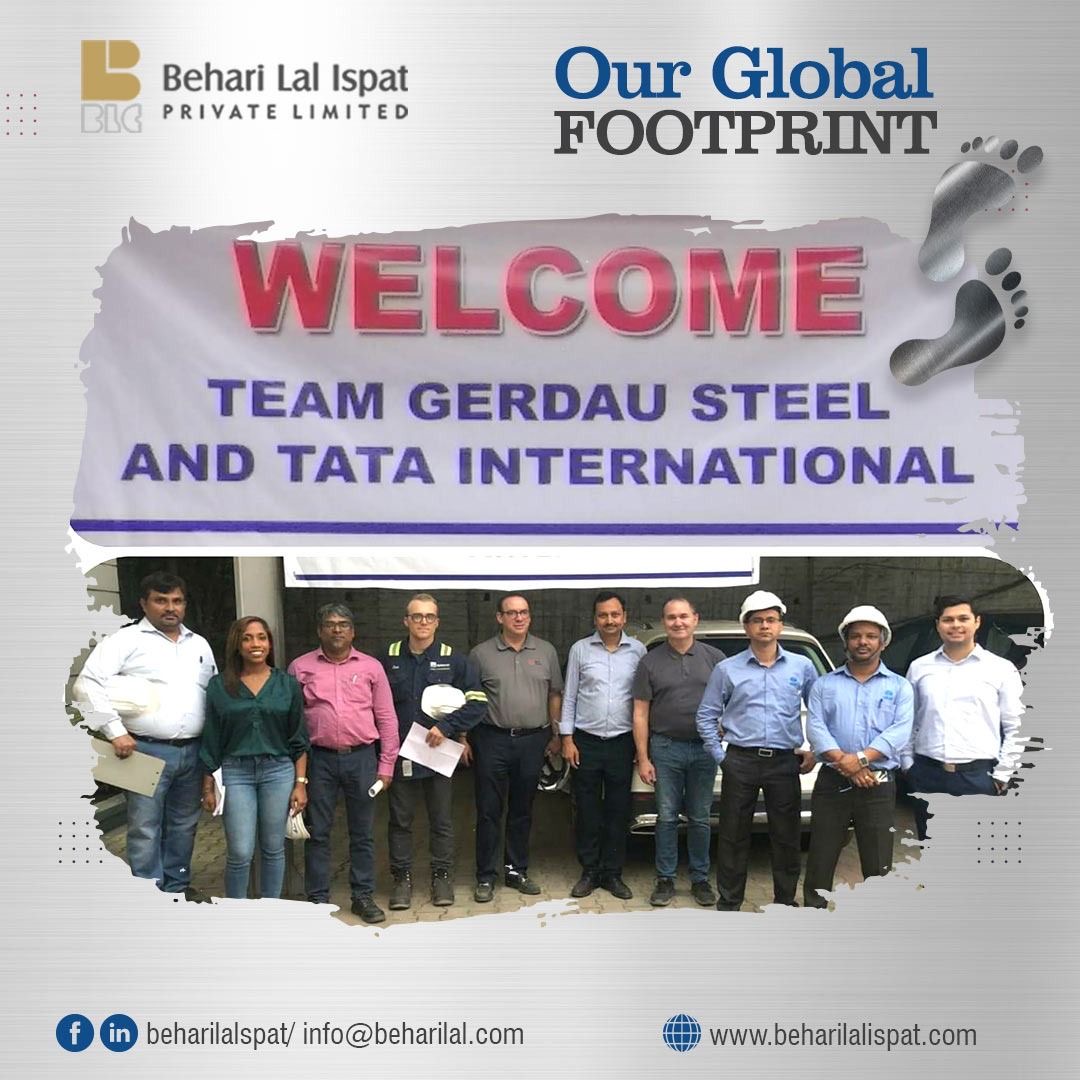 Behari Lal Ispat
PRIVATE LIMITED
BLC
Our Global
FOOTPRINT
WELCOME
TEAM GERDAU STEEL
AND TATA INTERNATIONAL
beharilalspat/ info@beharilal.com
www.beharilalispat.com